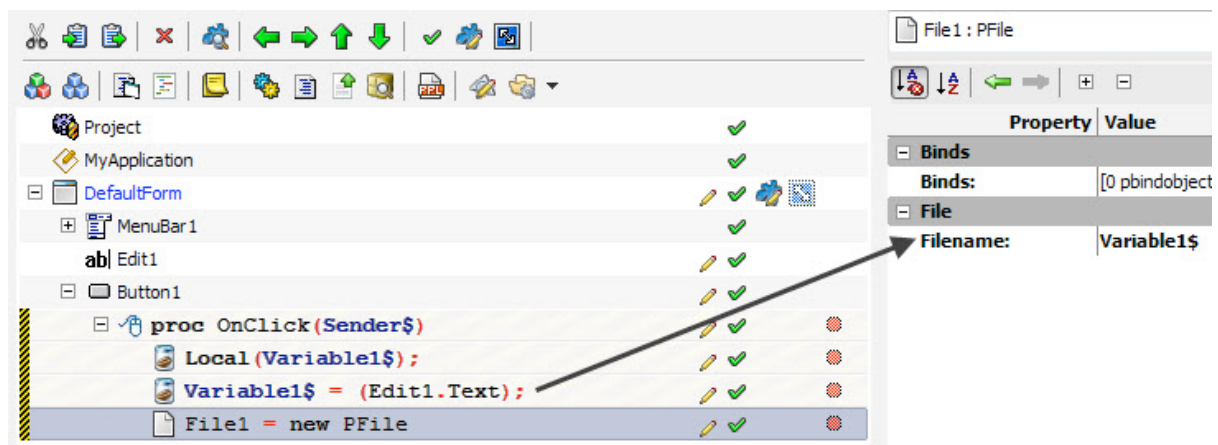 File1 : PFile
PPL
Property Value
Project
MyApplication
Binds
DefaultForm
Binds: [0 pbindobject
MenuBar1
File
ab| Edit1
Filename: Variable1$
Button1
proc OnClick(Sender$)
Local(Variable1$);
Variable1$ = (Edit1.Text);
File1 = new PFile